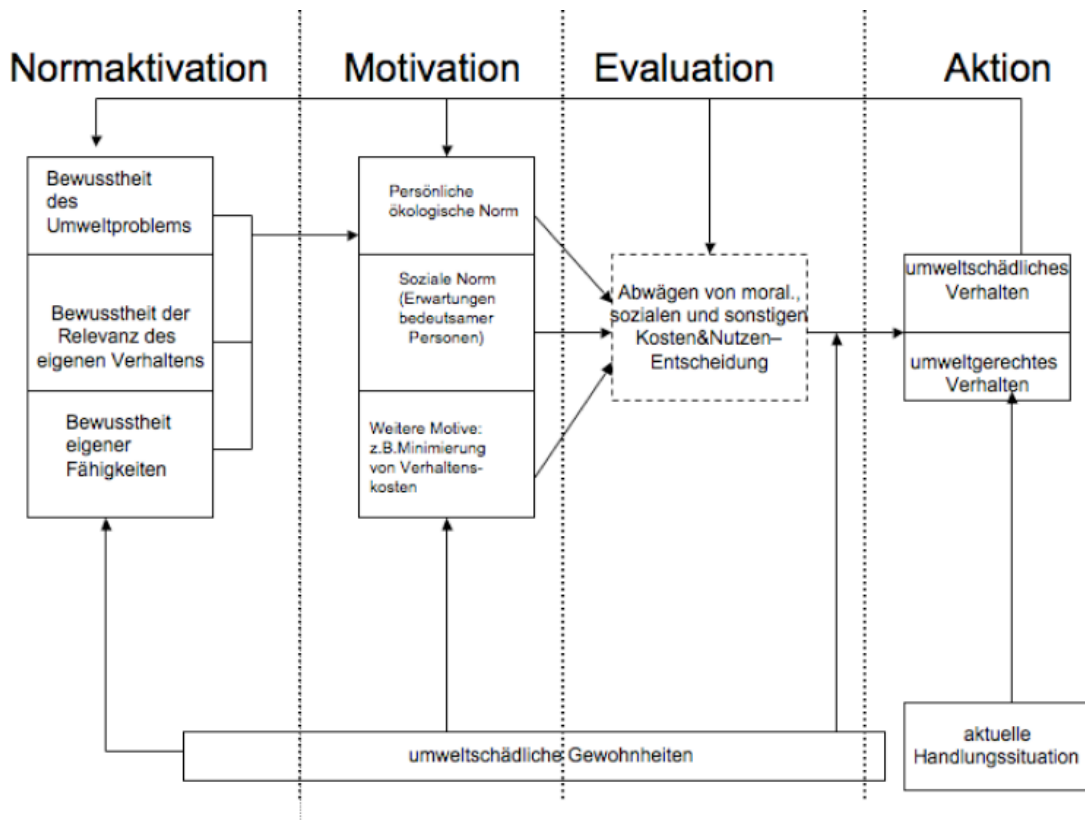 Normaktivation
Motivation
Evaluation
Aktion
Bewusstheit
des
Umweltproblems
Bewusstheit der
Relevanz des
eigenen Verhaltens
Bewusstheit
eigener
Fähigkeiten
Persönliche
ökologische Norm
Soziale Norm
(Erwartungen
bedeutsamer
Personen)
Weitere Motive:
z.B.Minimierung
von Verhaltens-
kosten
Abwägen von moral.,
sozialen und sonstigen
Kosten&Nutzen–
Entscheidung
umweltschädliches
Verhalten
umweltgerechtes
Verhalten
umweltschädliche Gewohnheiten
aktuelle
Handlungssituation